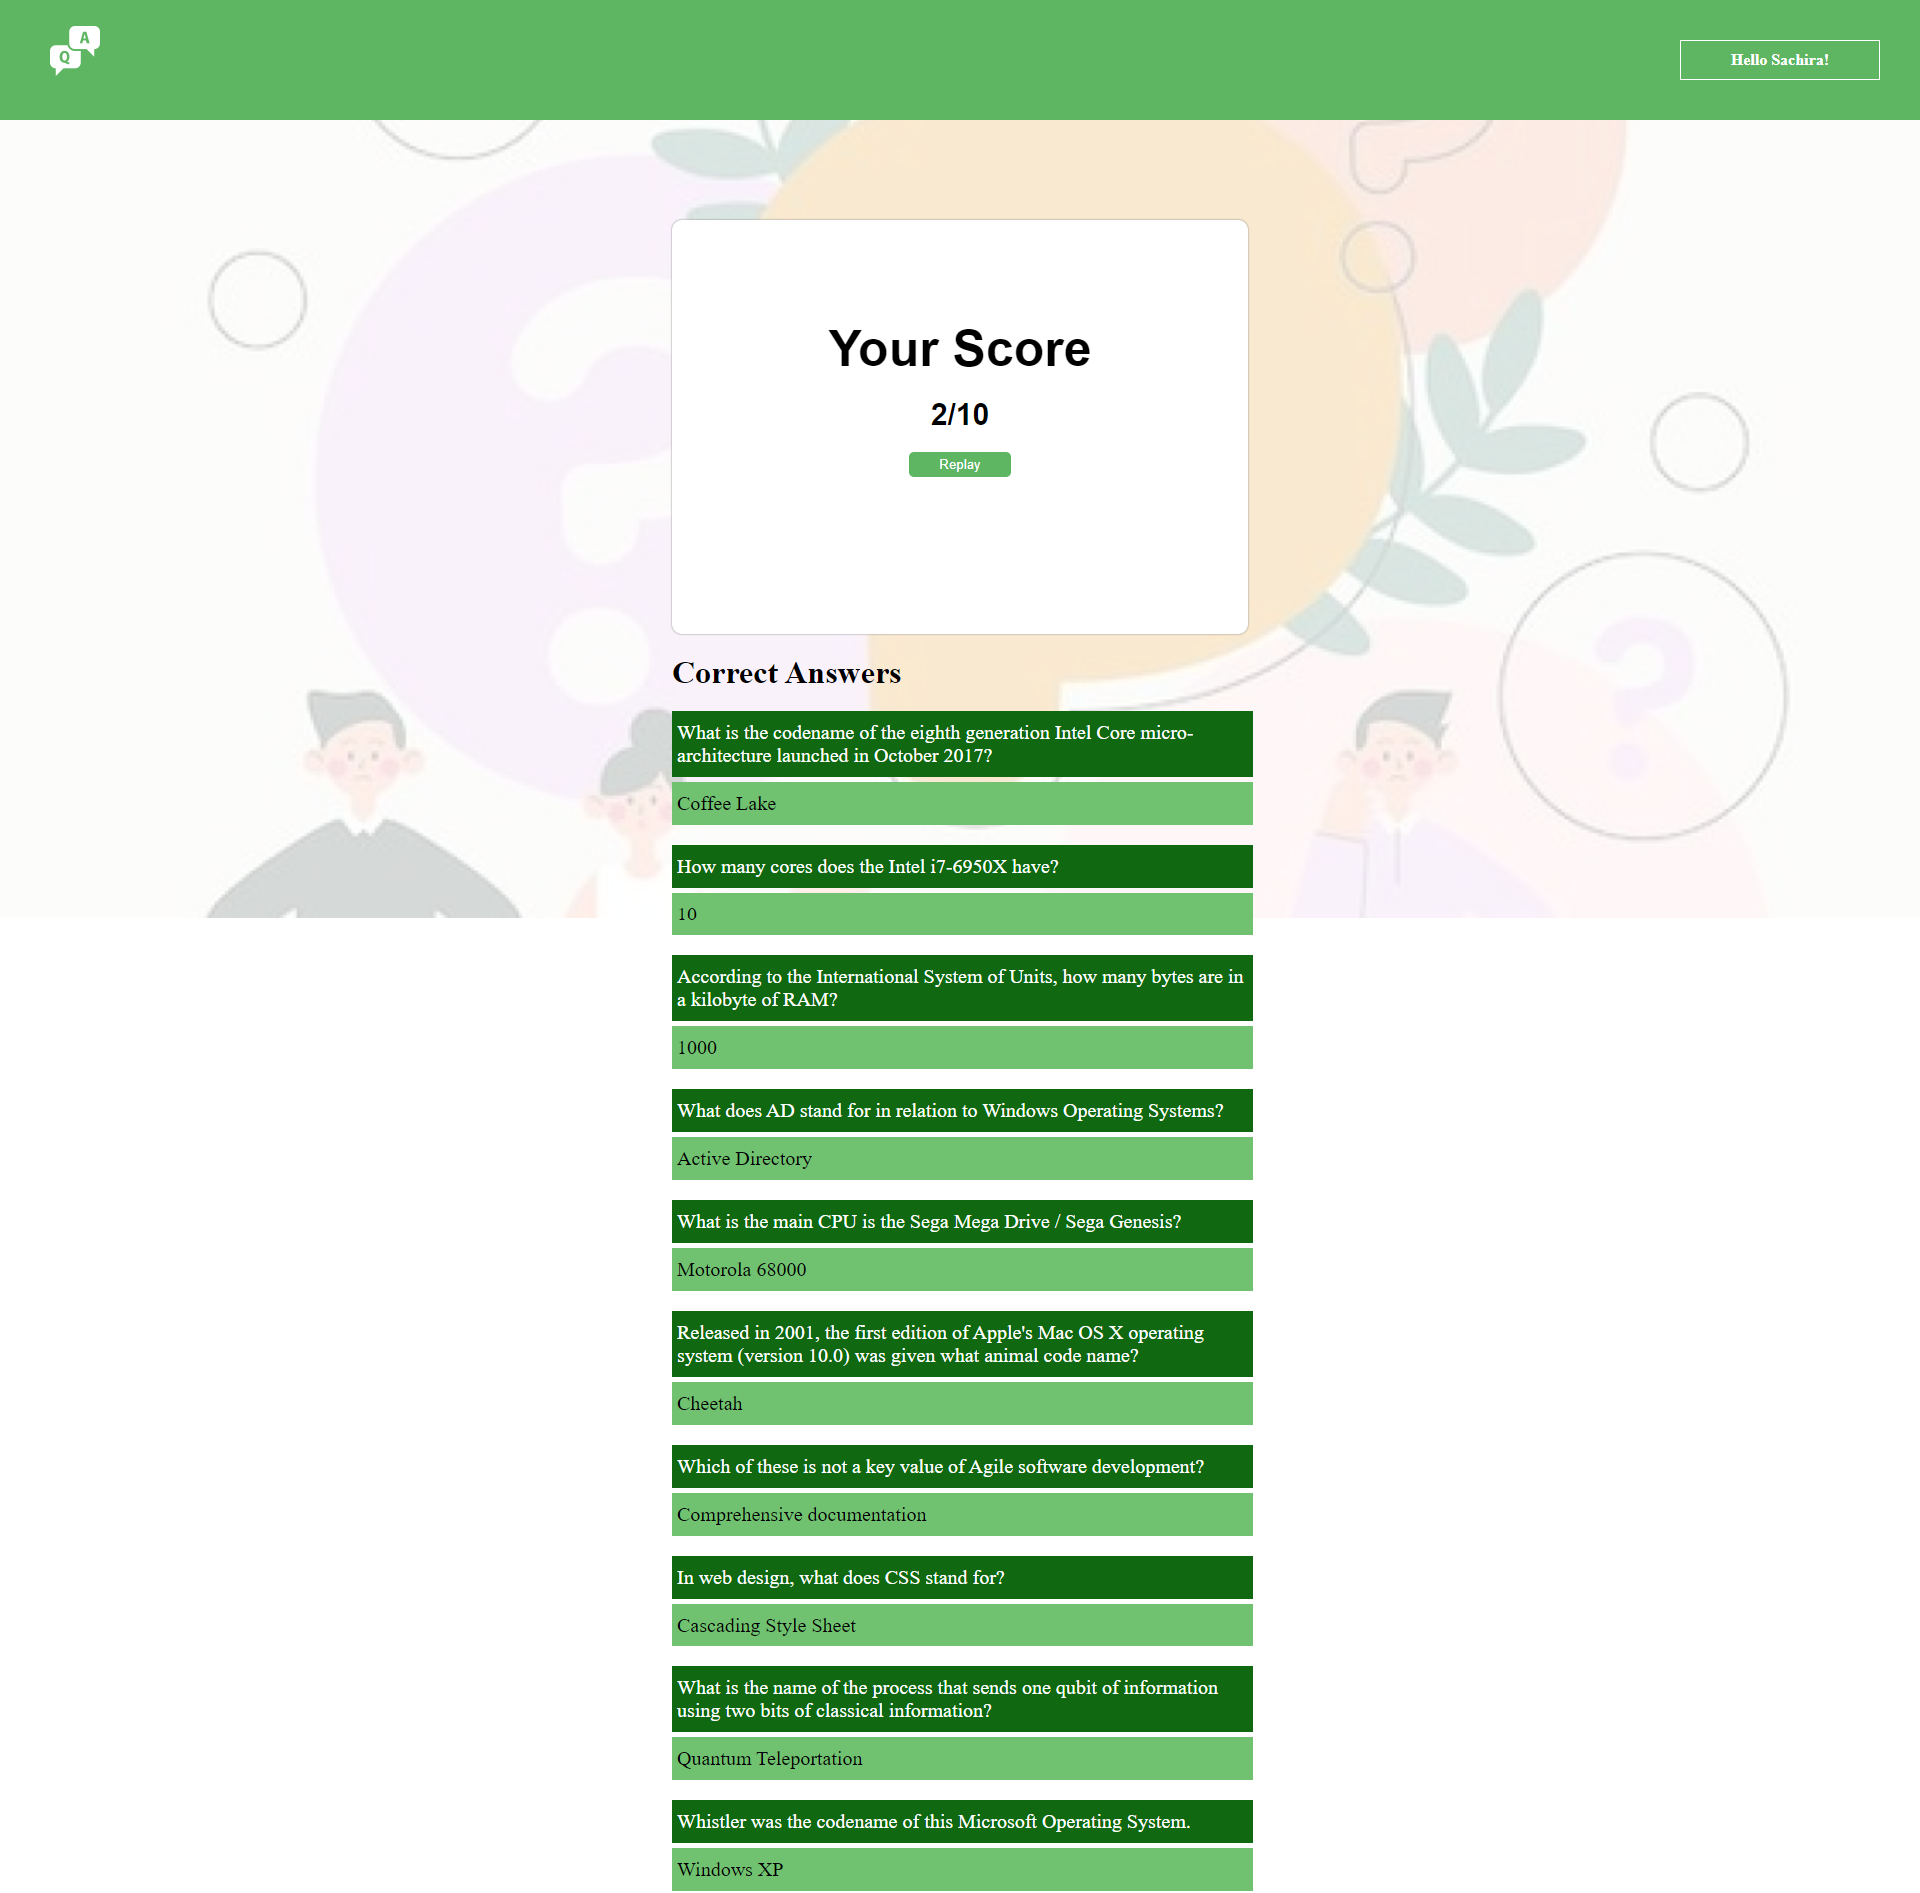 A
Q
Hello Sachira!
Your Score
2/10
Replay
Correct Answers
What is the codename of the eighth generation Intel Core micro-
architecture launched in October 2017?
Coffee Lake
How many cores does the Intel i7-6950X have?
10
According to the International System of Units, how many bytes are in
a kilobyte of RAM?
1000
What does AD stand for in relation to Windows Operating Systems?
Active Directory
What is the main CPU is the Sega Mega Drive / Sega Genesis?
Motorola 68000
Released in 2001, the first edition of Apple's Mac OS X operating
system (version 10.0) was given what animal code name?
Cheetah
Which of these is not a key value of Agile software development?
Comprehensive documentation
In web design, what does CSS stand for?
Cascading Style Sheet
What is the name of the process that sends one qubit of information
using two bits of classical information?
Quantum Teleportation
Whistler was the codename of this Microsoft Operating System.
Windows XP